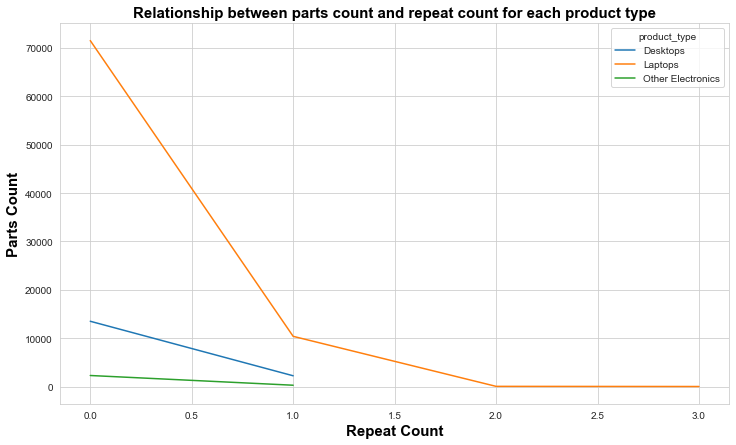 Relationship between parts count and repeat count for each product type
product_type
Desktops
Laptops
Other Electronics
70000
60000
50000
40000
30000
20000
10000
0
Parts Count
0.0 0.5 1.0 1.5 2.0 2.5 3.0
Repeat Count